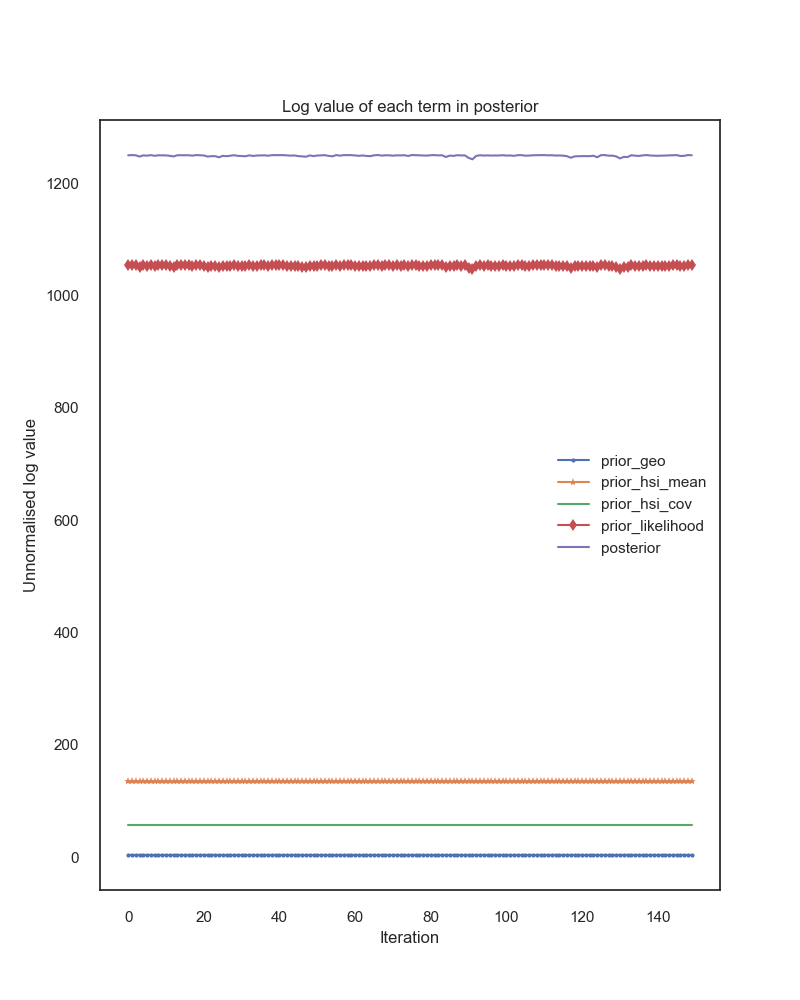 Log value of each term in posterior
Unnormalised log value
1200
1000
800
600
400
200
0
prior_geo
prior_hsi_mean
prior_hsi_cov
prior_likelihood
posterior
0 20 40 60 80 100 120 140
Iteration